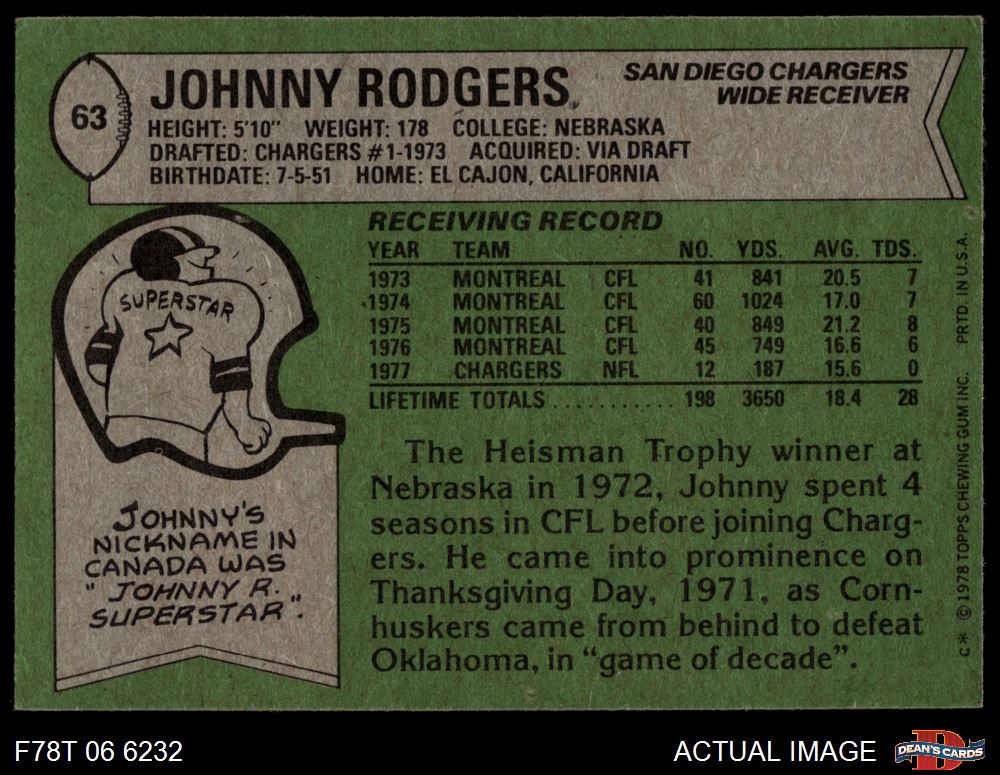 63
JOHNNY RODGERS
SAN DIEGO CHARGERS
WIDE RECEIVER
HEIGHT: 5'10" WEIGHT: 178 COLLEGE: NEBRASKA
DRAFTED: CHARGERS #1-1973 ACQUIRED: VIA DRAFT
BIRTHDATE: 7-5-51 HOME: EL CAJON, CALIFORNIA
SUPERSTAR
JOHNNY'S
NICKNAME IN
CANADA WAS
"JOHNNY R.
SUPERSTAR".
RECEIVING RECORD
YEAR TEAM NO. YDS. AVG. TDS.
1973 MONTREAL CFL 41 841 20.5 7
1974 MONTREAL CFL 60 1024 17.0 7
1975 MONTREAL CFL 40 849 21.2 8
1976 MONTREAL CFL 45 749 16.6 6
1977 CHARGERS NFL 12 187 15.6 0
LIFETIME TOTALS........... 198 3650 18.4 28
The Heisman Trophy winner at
Nebraska in 1972, Johnny spent 4
seasons in CFL before joining Charg-
ers. He came into prominence on
Thanksgiving Day, 1971, as Corn-
huskers came from behind to defeat
Oklahoma, in "game of decade".
C* © 1978 TOPPS CHEWING GUM INC. PRTD. IN U.S.A.
F78T 06 6232
ACTUAL IMAGE
D
DEAN'S CARDS